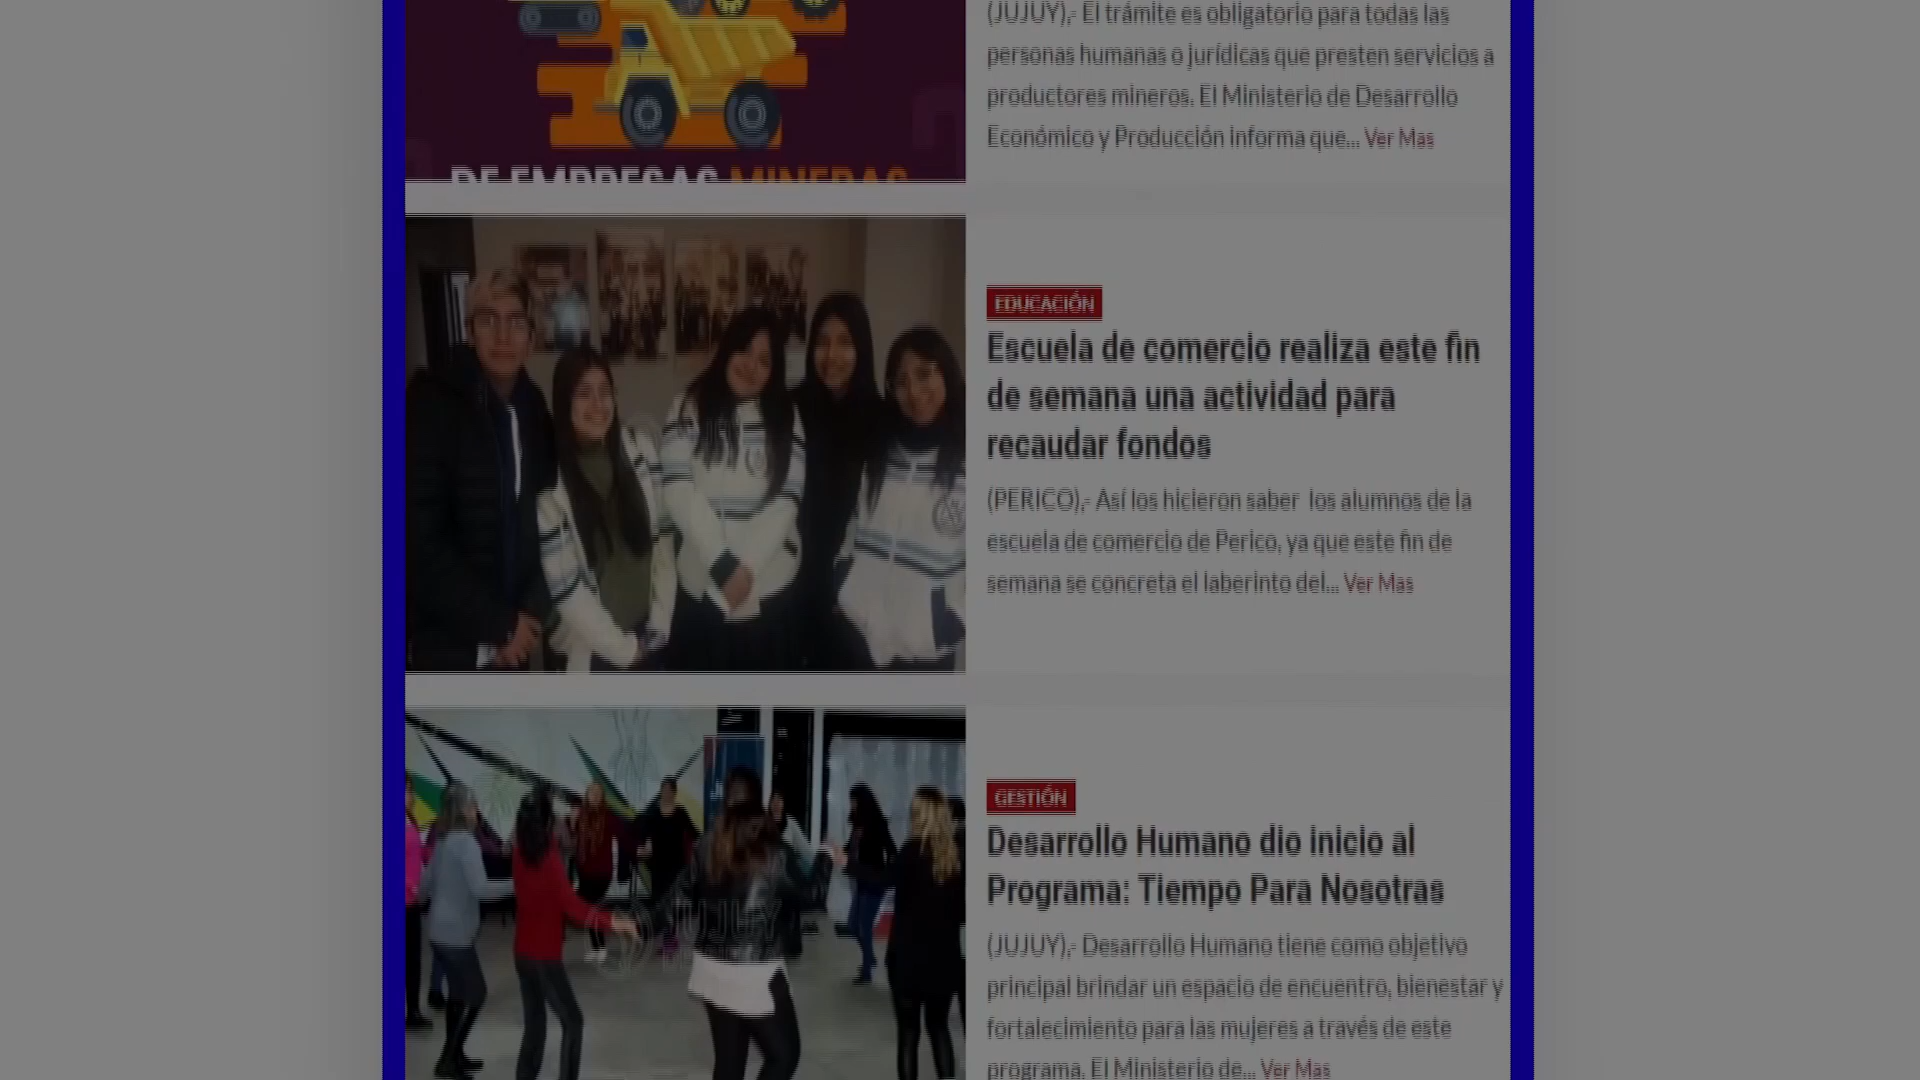 (JUJUY).- El trámite es obligatorio para todas las
personas humanas o jurídicas que presten servicios a
productores mineros. El Ministerio de Desarrollo
Económico y Producción informa que... Ver Mas
DE EMPRESAS MINERAS
EDUCACIÓN
Escuela de comercio realiza este fin
de semana una actividad para
recaudar fondos
(PERICO).- Así los hicieron saber los alumnos de la
escuela de comercio de Perico, ya que este fin de
semana se concreta el laberinto del... Ver Mas
GESTIÓN
Desarrollo Humano dio inicio al
Programa: Tiempo Para Nosotras
JUJUY
(JUJUY).- Desarrollo Humano tiene como objetivo
principal brindar un espacio de encuentro, bienestar y
fortalecimiento para las mujeres a través de este
programa. El Ministerio de... Ver Mas